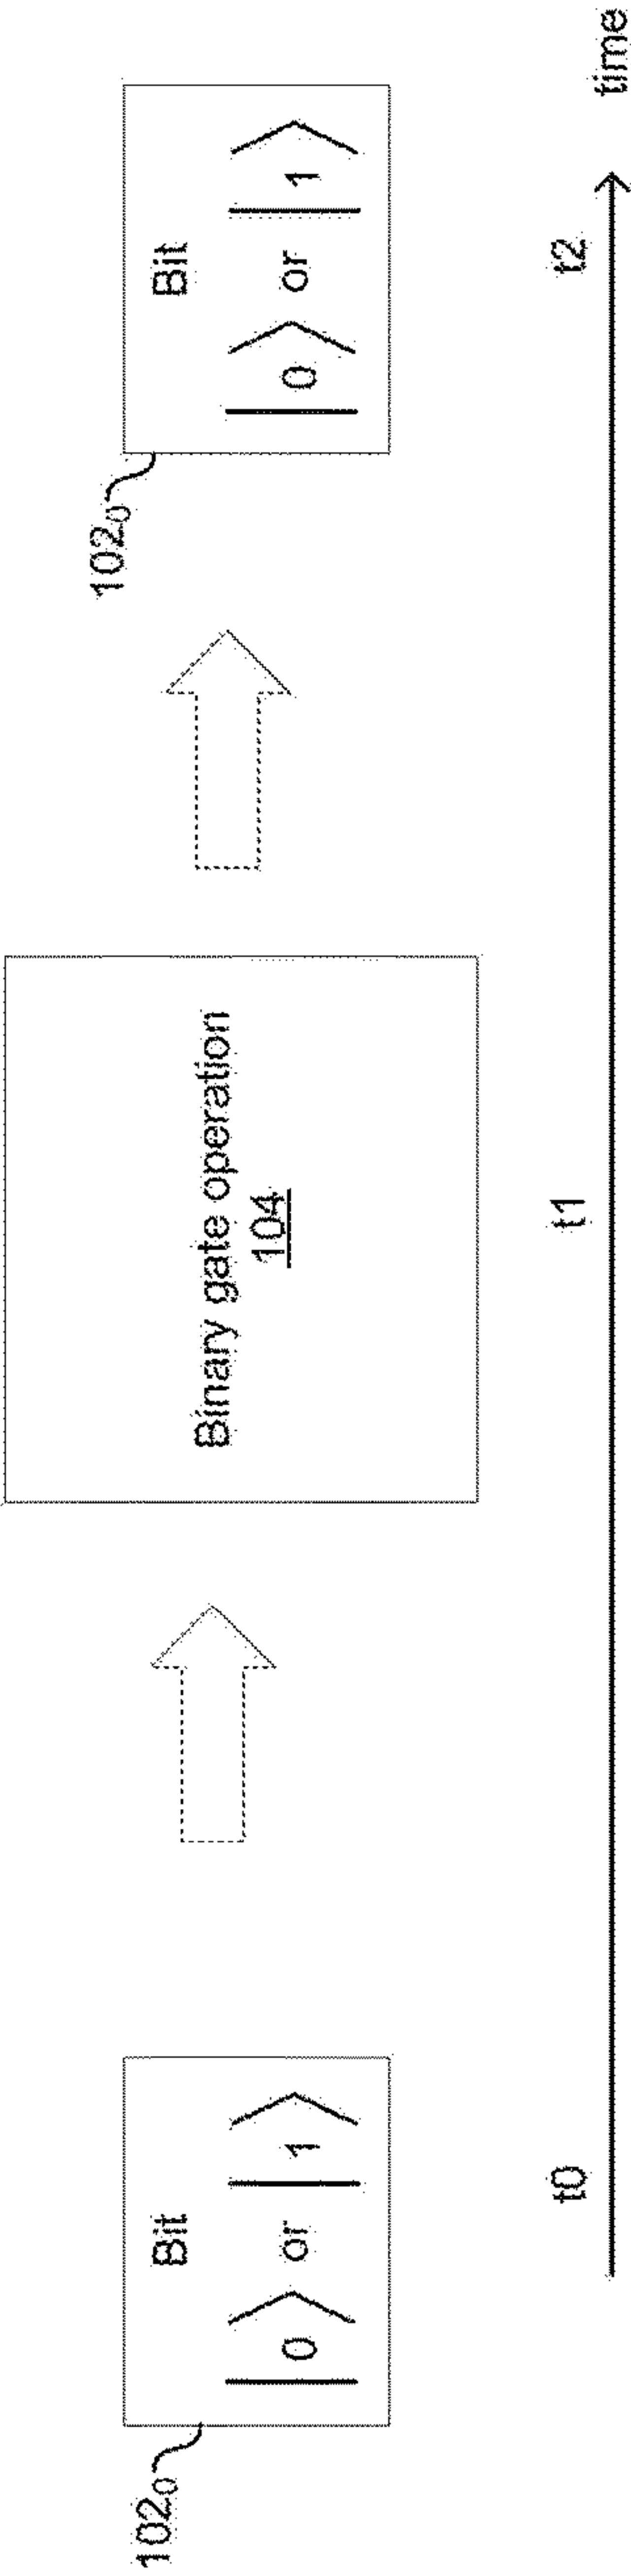 102₀
Bit
|0⟩ or |1⟩
Binary gate operation
104
102₀
Bit
|0⟩ or |1⟩
t0
t1
t2
time